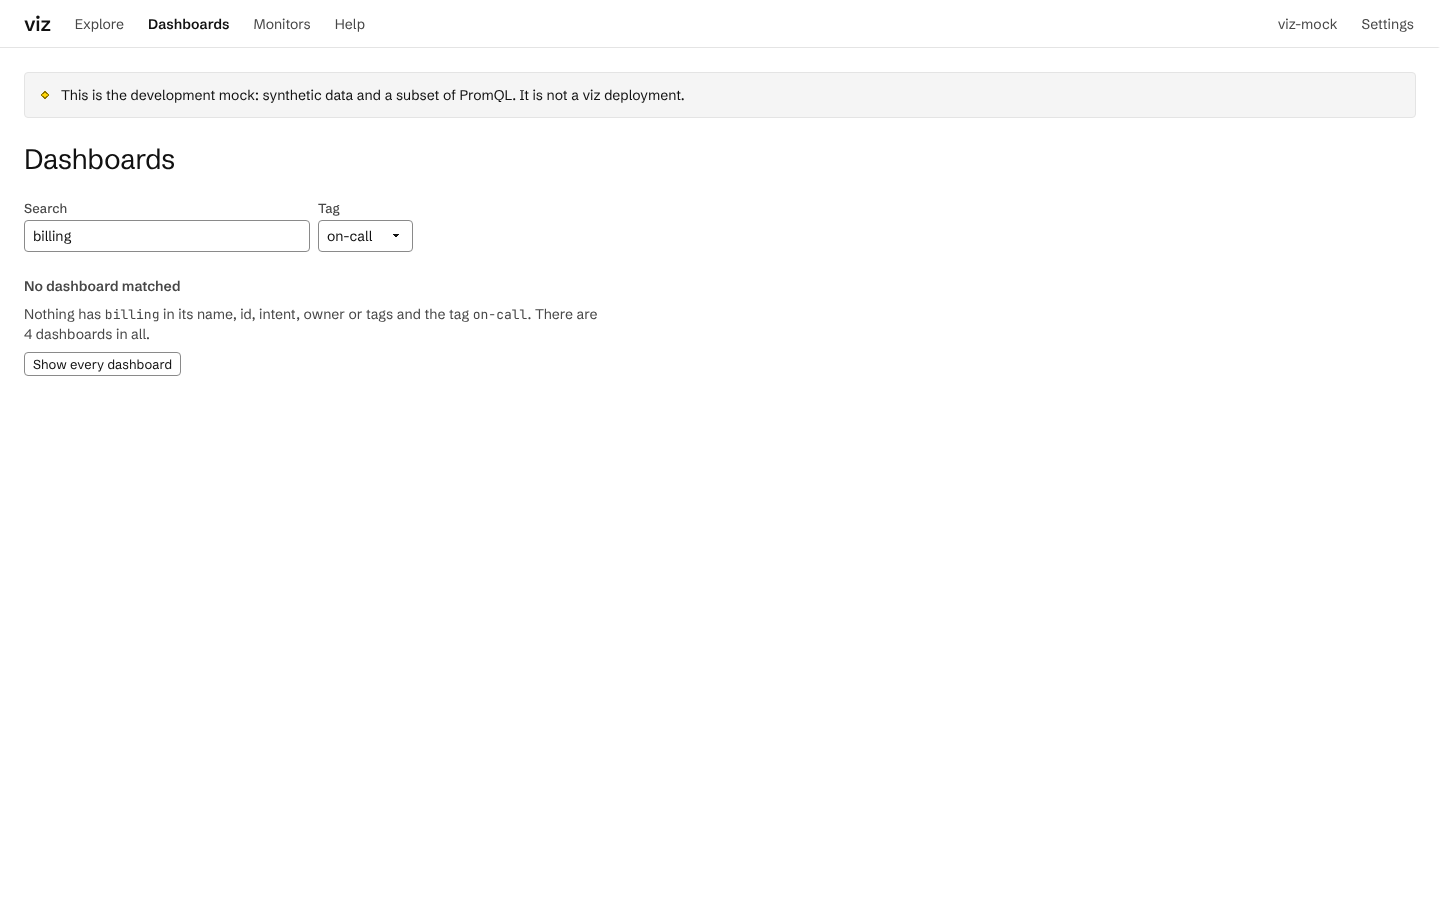 viz Explore Dashboards Monitors Help viz-mock Settings
This is the development mock: synthetic data and a subset of PromQL. It is not a viz deployment.
Dashboards
Search Tag
billing on-call
No dashboard matched
Nothing has billing in its name, id, intent, owner or tags and the tag on-call. There are
4 dashboards in all.
Show every dashboard